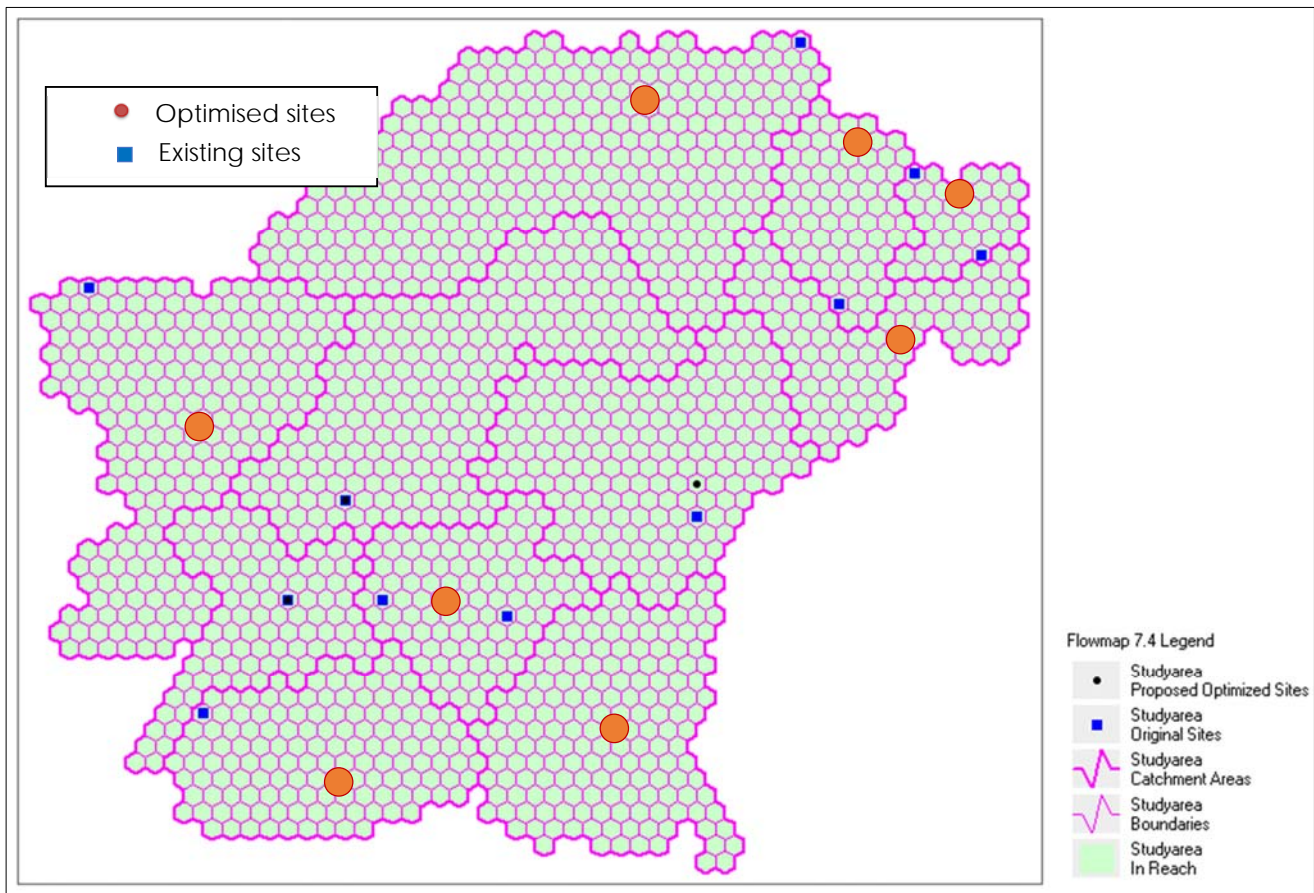 Optimised sites
Existing sites
Flowmap 7.4 Legend
Studyarea
Proposed Optimized Sites
Studyarea
Original Sites
Studyarea
Catchment Areas
Studyarea
Boundaries
Studyarea
In Reach